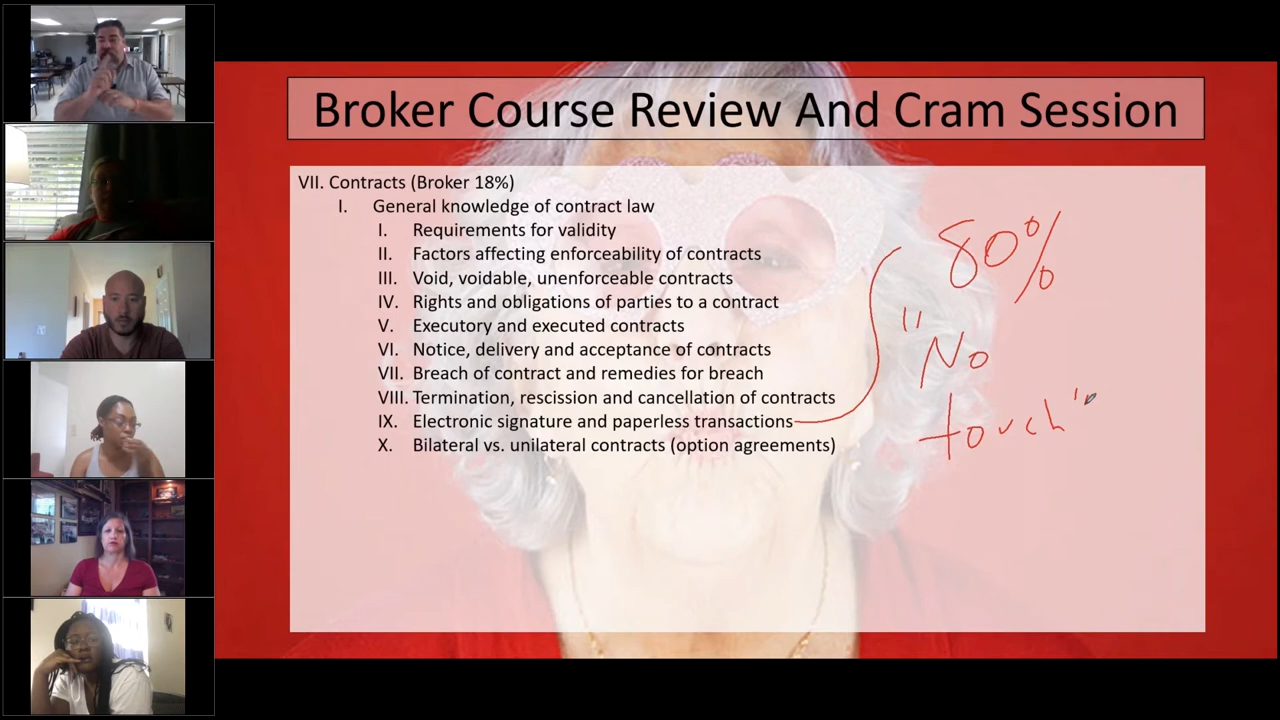 Broker Course Review And Cram Session
VII. Contracts (Broker 18%)
I. General knowledge of contract law
I. Requirements for validity
II. Factors affecting enforceability of contracts
III. Void, voidable, unenforceable contracts
IV. Rights and obligations of parties to a contract
V. Executory and executed contracts
VI. Notice, delivery and acceptance of contracts
VII. Breach of contract and remedies for breach
VIII. Termination, rescission and cancellation of contracts
IX. Electronic signature and paperless transactions
X. Bilateral vs. unilateral contracts (option agreements)
80%
"No
touch"